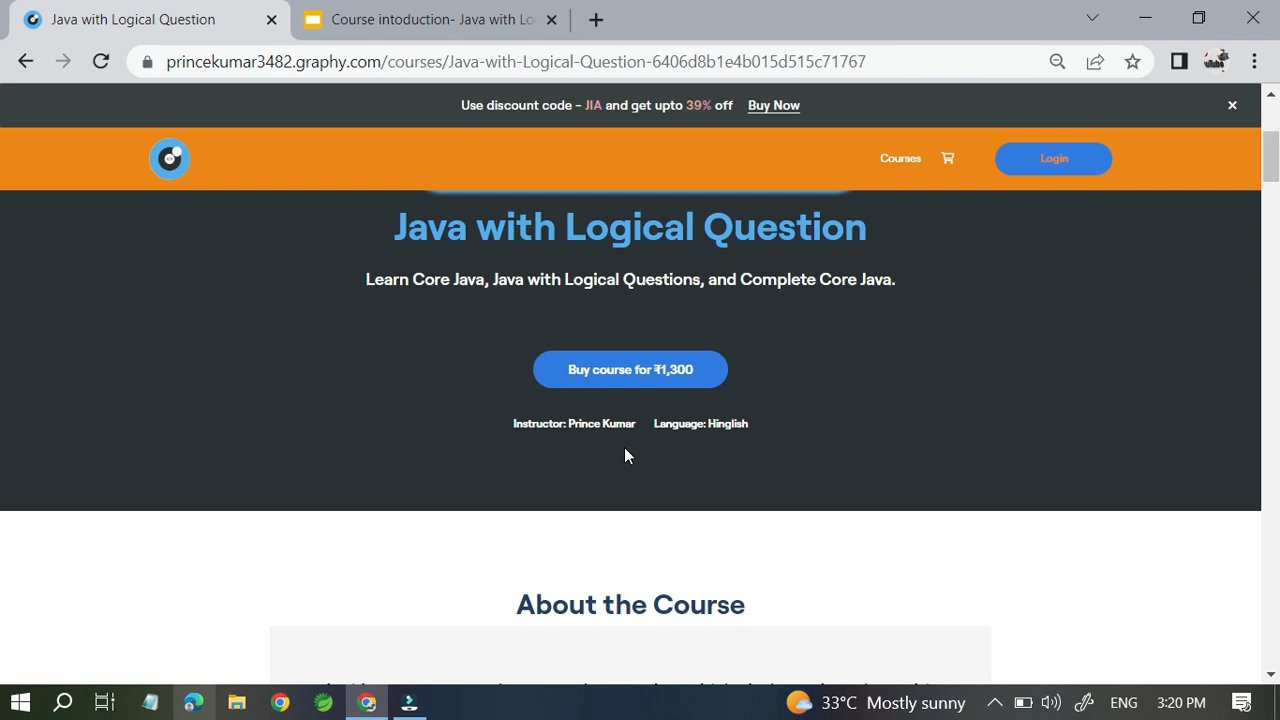 Java with Logical Question
Course intoduction- Java with Lo
princekumar3482.graphy.com/courses/Java-with-Logical-Question-6406d8b1e4b015d515c71767
Use discount code - JIA and get upto 39% off Buy Now
Courses
Login
Java with Logical Question
Learn Core Java, Java with Logical Questions, and Complete Core Java.
Buy course for ₹1,300
Instructor: Prince Kumar Language: Hinglish
About the Course
33°C Mostly sunny
ENG
3:20 PM